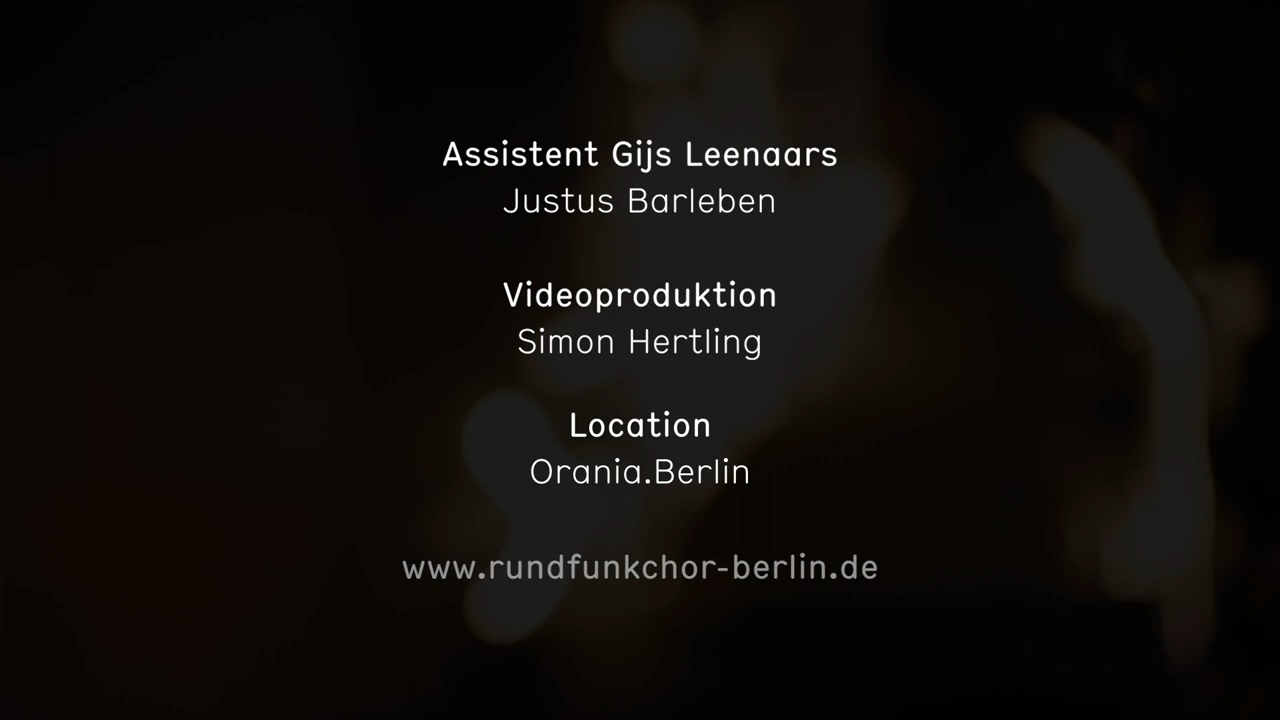 Assistent Gijs Leenaars
Justus Barleben
Videoproduktion
Simon Hertling
Location
Orania.Berlin
www.rundfunkchor-berlin.de